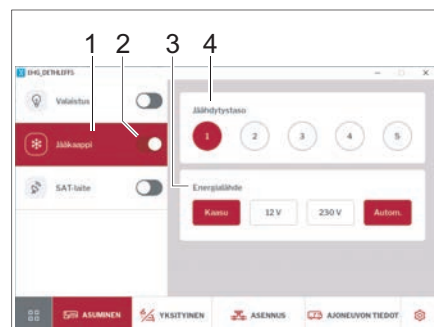 1 2 3 4
EHG_DETHLEFFS
Valaistus
Jääkaappi
SAT-laite
Jäähdytystaso
1 2 3 4 5
Energialähde
Kaasu 12 V 230 V Autom.
ASUMINEN YKSITYINEN ASENNUS AJONEUVON TIEDOT